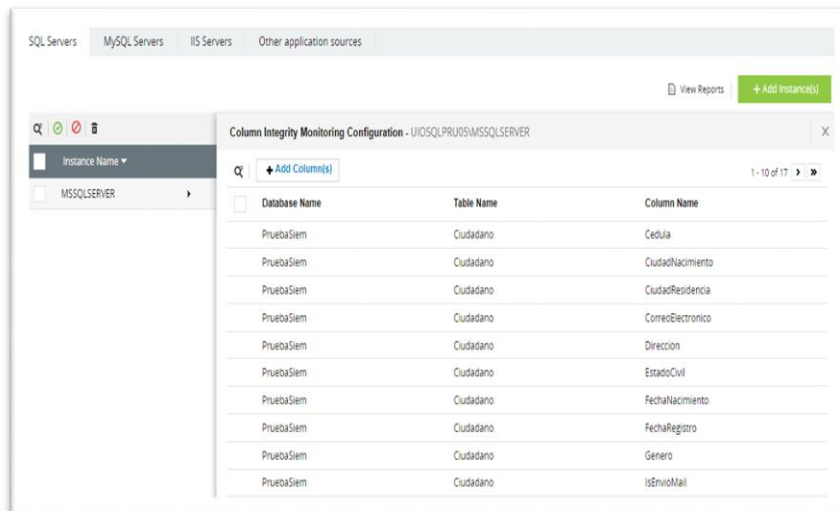 SQL Servers MySQL Servers IIS Servers Other application sources
View Reports + Add Instance(s)
Column Integrity Monitoring Configuration - UIOSQLPRU05\MSSQLSERVER X
Instance Name
+ Add Column(s) 1 - 10 of 17
MSSQLSERVER
Database Name Table Name Column Name
PruebaSiem Ciudadano Cedula
PruebaSiem Ciudadano CiudadNacimiento
PruebaSiem Ciudadano CiudadResidencia
PruebaSiem Ciudadano CorreoElectronico
PruebaSiem Ciudadano Direccion
PruebaSiem Ciudadano EstadoCivil
PruebaSiem Ciudadano FechaNacimiento
PruebaSiem Ciudadano FechaRegistro
PruebaSiem Ciudadano Genero
PruebaSiem Ciudadano IsEnvioMail